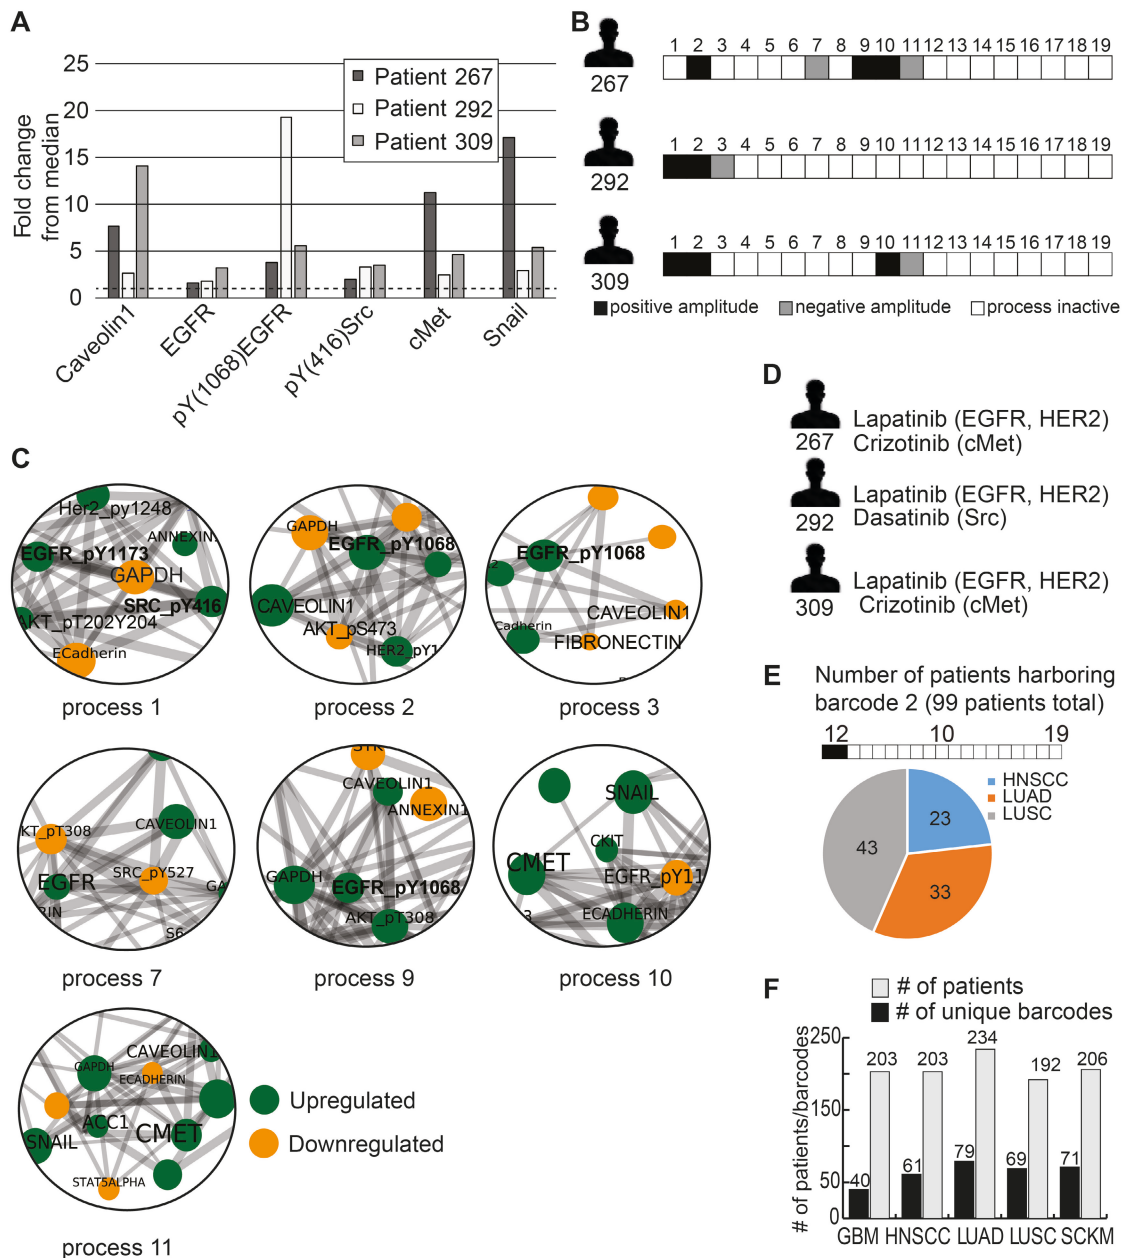 A
Fold change
from median
25
20
15
10
5
0
Patient 267
Patient 292
Patient 309
Caveolin1
EGFR
pY(1068)EGFR
pY(416)Src
cMet
Snail
B
1 2 3 4 5 6 7 8 9 10 11 12 13 14 15 16 17 18 19
267
1 2 3 4 5 6 7 8 9 10 11 12 13 14 15 16 17 18 19
292
1 2 3 4 5 6 7 8 9 10 11 12 13 14 15 16 17 18 19
309
positive amplitude
negative amplitude
process inactive
C
Her2_py1248
ANNEXIN
EGFR_pY1173
GAPDH
SRC_pY416
AKT_pT202Y204
ECadherin
process 1
GAPDH
EGFR_pY1068
CAVEOLIN1
AKT_pS473
HER2_pY1
process 2
EGFR_pY1068
CAVEOLIN1
Cadherin
FIBRONECTIN
process 3
KT_pT308
CAVEOLIN1
EGFR
SRC_pY527
GA
RIN
S6
process 7
SYK
CAVEOLIN1
ANNEXIN1
GAPDH
EGFR_pY1068
AKT_pT308
process 9
SNAIL
CKIT
CMET
EGFR_pY11
3
ECADHERIN
process 10
CAVEOLIN1
GAPDH
ECADHERIN
ACC1
CMET
SNAIL
STAT5ALPHA
process 11
Upregulated
Downregulated
D
267
Lapatinib (EGFR, HER2)
Crizotinib (cMet)
292
Lapatinib (EGFR, HER2)
Dasatinib (Src)
309
Lapatinib (EGFR, HER2)
Crizotinib (cMet)
E
Number of patients harboring
barcode 2 (99 patients total)
12 10 19
HNSCC
LUAD
LUSC
23
33
43
F
# of patients
# of unique barcodes
# of patients/barcodes
250
150
50
0
40 203
61 203
79 234
69 192
71 206
GBM HNSCC LUAD LUSC SCKM